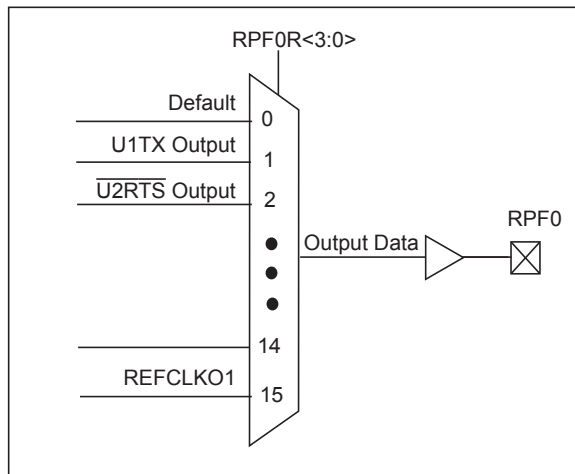 RPF0R<3:0>
Default
0
U1TX Output
1
U2RTS Output
2
RPF0
Output Data
14
REFCLKO1
15